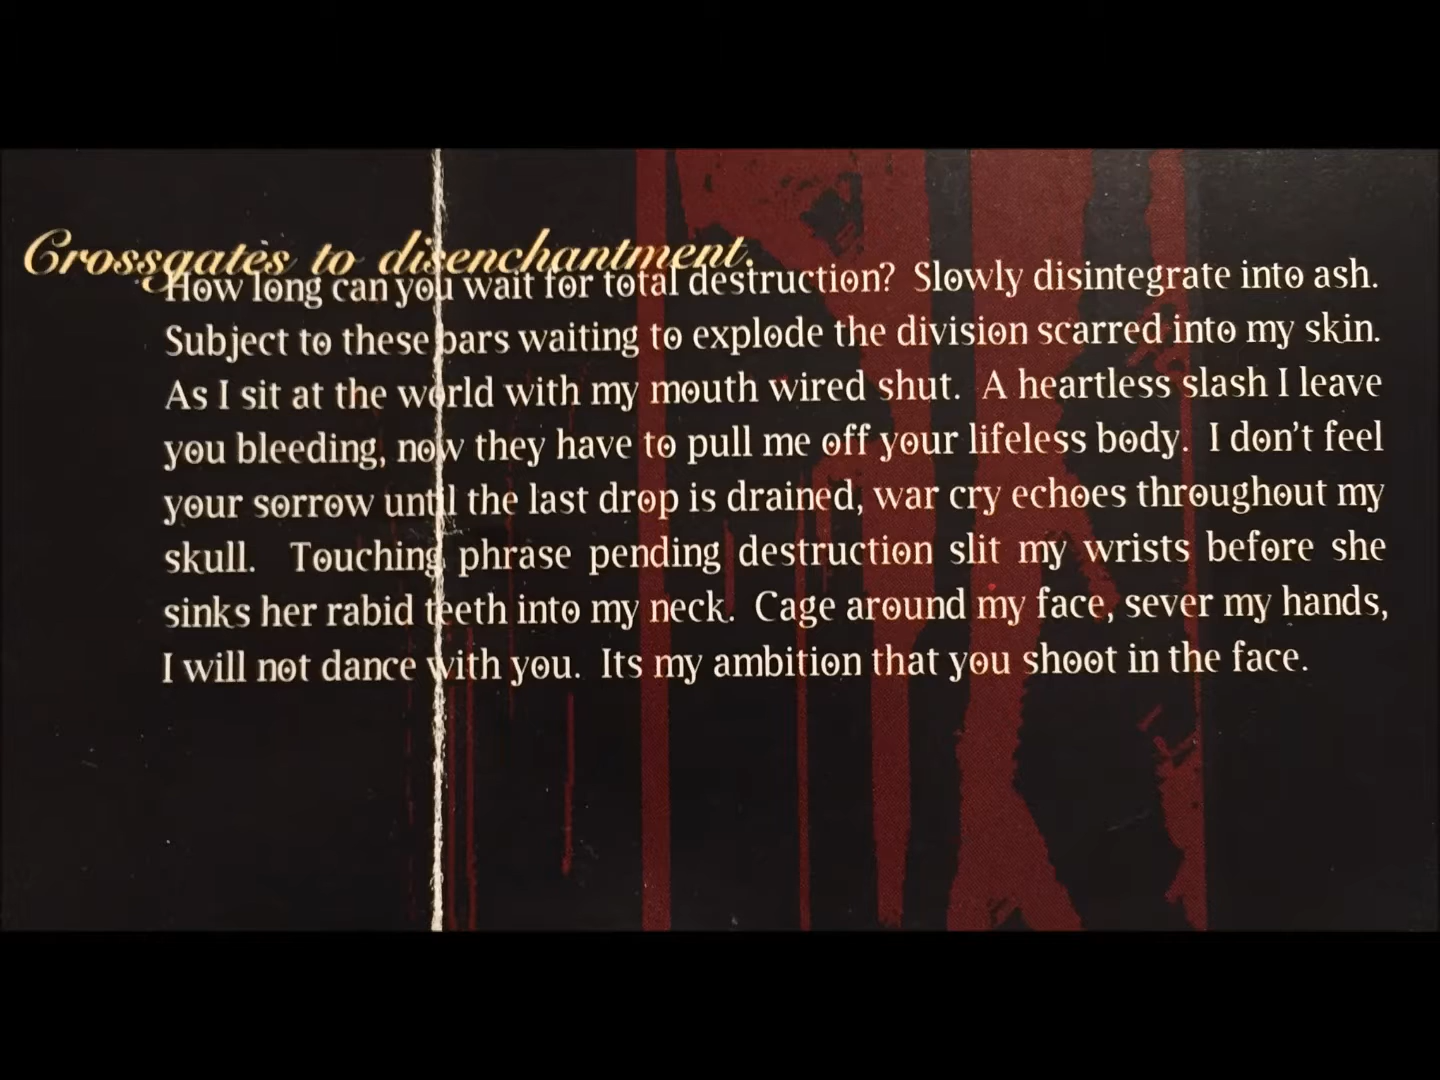 Crossgates to disenchantment.
How long can you wait for total destruction?  Slowly disintegrate into ash.
Subject to these bars waiting to explode the division scarred into my skin.
As I sit at the world with my mouth wired shut.  A heartless slash I leave
you bleeding, now they have to pull me off your lifeless body.  I don't feel
your sorrow until the last drop is drained, war cry echoes throughout my
skull.  Touching phrase pending destruction slit my wrists before she
sinks her rabid teeth into my neck.  Cage around my face, sever my hands,
I will not dance with you.  Its my ambition that you shoot in the face.